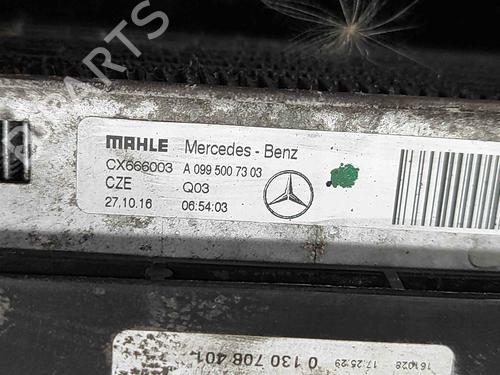 MAHLE Mercedes-Benz
CX666003 A 099 500 73 03
CZE Q03
27.10.16 06:54:03
0 130 708 401
161028 17:25:29